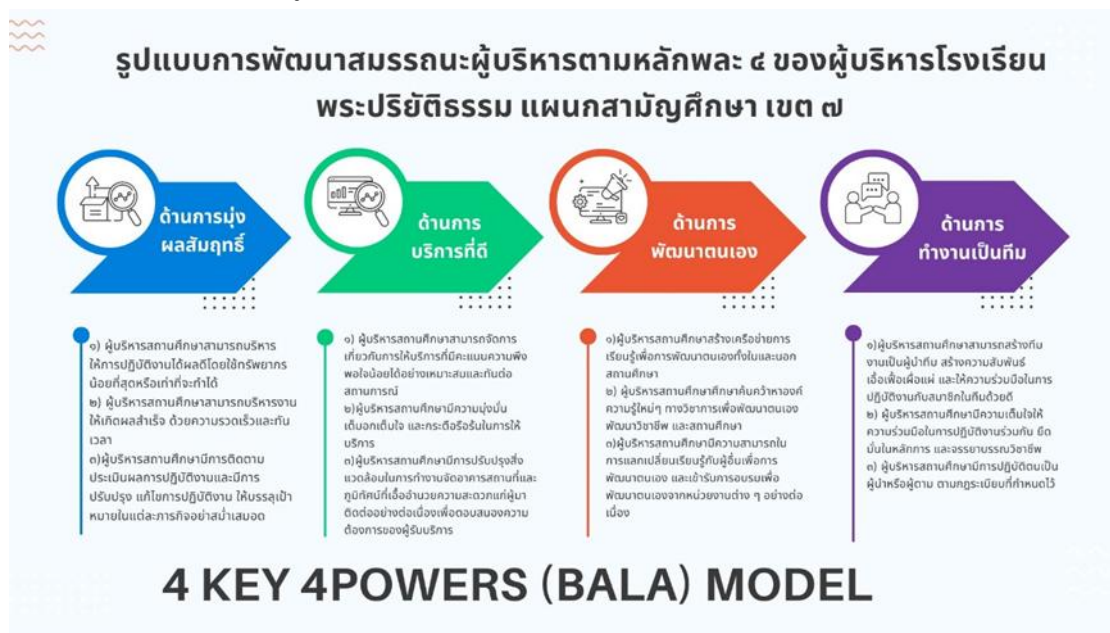 รูปแบบการพัฒนาสมรรถนะผู้บริหารตามหลักพละ ๔ ของผู้บริหารโรงเรียน
พระปริยัติธรรม แผนกสามัญศึกษา เขต ๗
ด้านการมุ่ง
ผลสัมฤทธิ์
๑) ผู้บริหารสถานศึกษาสามารถบริหาร
ให้การปฏิบัติงานได้ผลดีโดยใช้ทรัพยากร
น้อยที่สุดหรือเท่าที่จะทำได้
๒) ผู้บริหารสถานศึกษาสามารถบริหารงาน
ให้เกิดผลสำเร็จ ด้วยความรวดเร็วและทัน
เวลา
๓)ผู้บริหารสถานศึกษามีการติดตาม
ประเมินผลการปฏิบัติงานและมีการ
ปรับปรุง แก้ไขการปฏิบัติงาน ให้บรรลุเป้า
หมายในแต่ละภารกิจอย่าสม่ำเสมอด
ด้านการ
บริการที่ดี
๑) ผู้บริหารสถานศึกษาสามารถจัดการ
เกี่ยวกับการให้บริการที่มีคะแนนความพึง
พอใจน้อยได้อย่างเหมาะสมและทันต่อ
สถานการณ์
๒)ผู้บริหารสถานศึกษามีความมุ่งมั่น
เต็มอกเต็มใจ และกระตือรือร้นในการให้
บริการ
๓)ผู้บริหารสถานศึกษามีการปรับปรุงสิ่ง
แวดล้อมในการทำงานจัดอาคารสถานที่และ
ภูมิทัศน์ที่เอื้ออำนวยความสะดวกแก่ผู้มา
ติดต่ออย่างต่อเนื่องเพื่อตอบสนองความ
ต้องการของผู้รับบริการ
ด้านการ
พัฒนาตนเอง
๑)ผู้บริหารสถานศึกษาสร้างเครือข่ายการ
เรียนรู้เพื่อการพัฒนาตนเองทั้งในและนอก
สถานศึกษา
๒) ผู้บริหารสถานศึกษาศึกษาค้นคว้าหาองค์
ความรู้ใหม่ๆ ทางวิชาการเพื่อพัฒนาตนเอง
พัฒนาวิชาชีพ และสถานศึกษา
๓)ผู้บริหารสถานศึกษามีความสามารถใน
การแลกเปลี่ยนเรียนรู้กับผู้อื่นเพื่อการ
พัฒนาตนเอง และเข้ารับการอบรมเพื่อ
พัฒนาตนเองจากหน่วยงานต่าง ๆ อย่างต่อ
เนื่อง
ด้านการ
ทำงานเป็นทีม
๑)ผู้บริหารสถานศึกษาสามารถสร้างทีม
งานเป็นผู้นำทีม สร้างความสัมพันธ์
เอื้อเฟื้อเผื่อแผ่ และให้ความร่วมมือในการ
ปฏิบัติงานกับสมาชิกในทีมด้วยดี
๒) ผู้บริหารสถานศึกษามีความเต็มใจให้
ความร่วมมือในการปฏิบัติงานร่วมกัน ยึด
มั่นในหลักการ และจรรยาบรรณวิชาชีพ
๓) ผู้บริหารสถานศึกษามีการปฏิบัติตนเป็น
ผู้นำหรือผู้ตาม ตามกฎระเบียบที่กำหนดไว้
4 KEY 4POWERS (BALA) MODEL